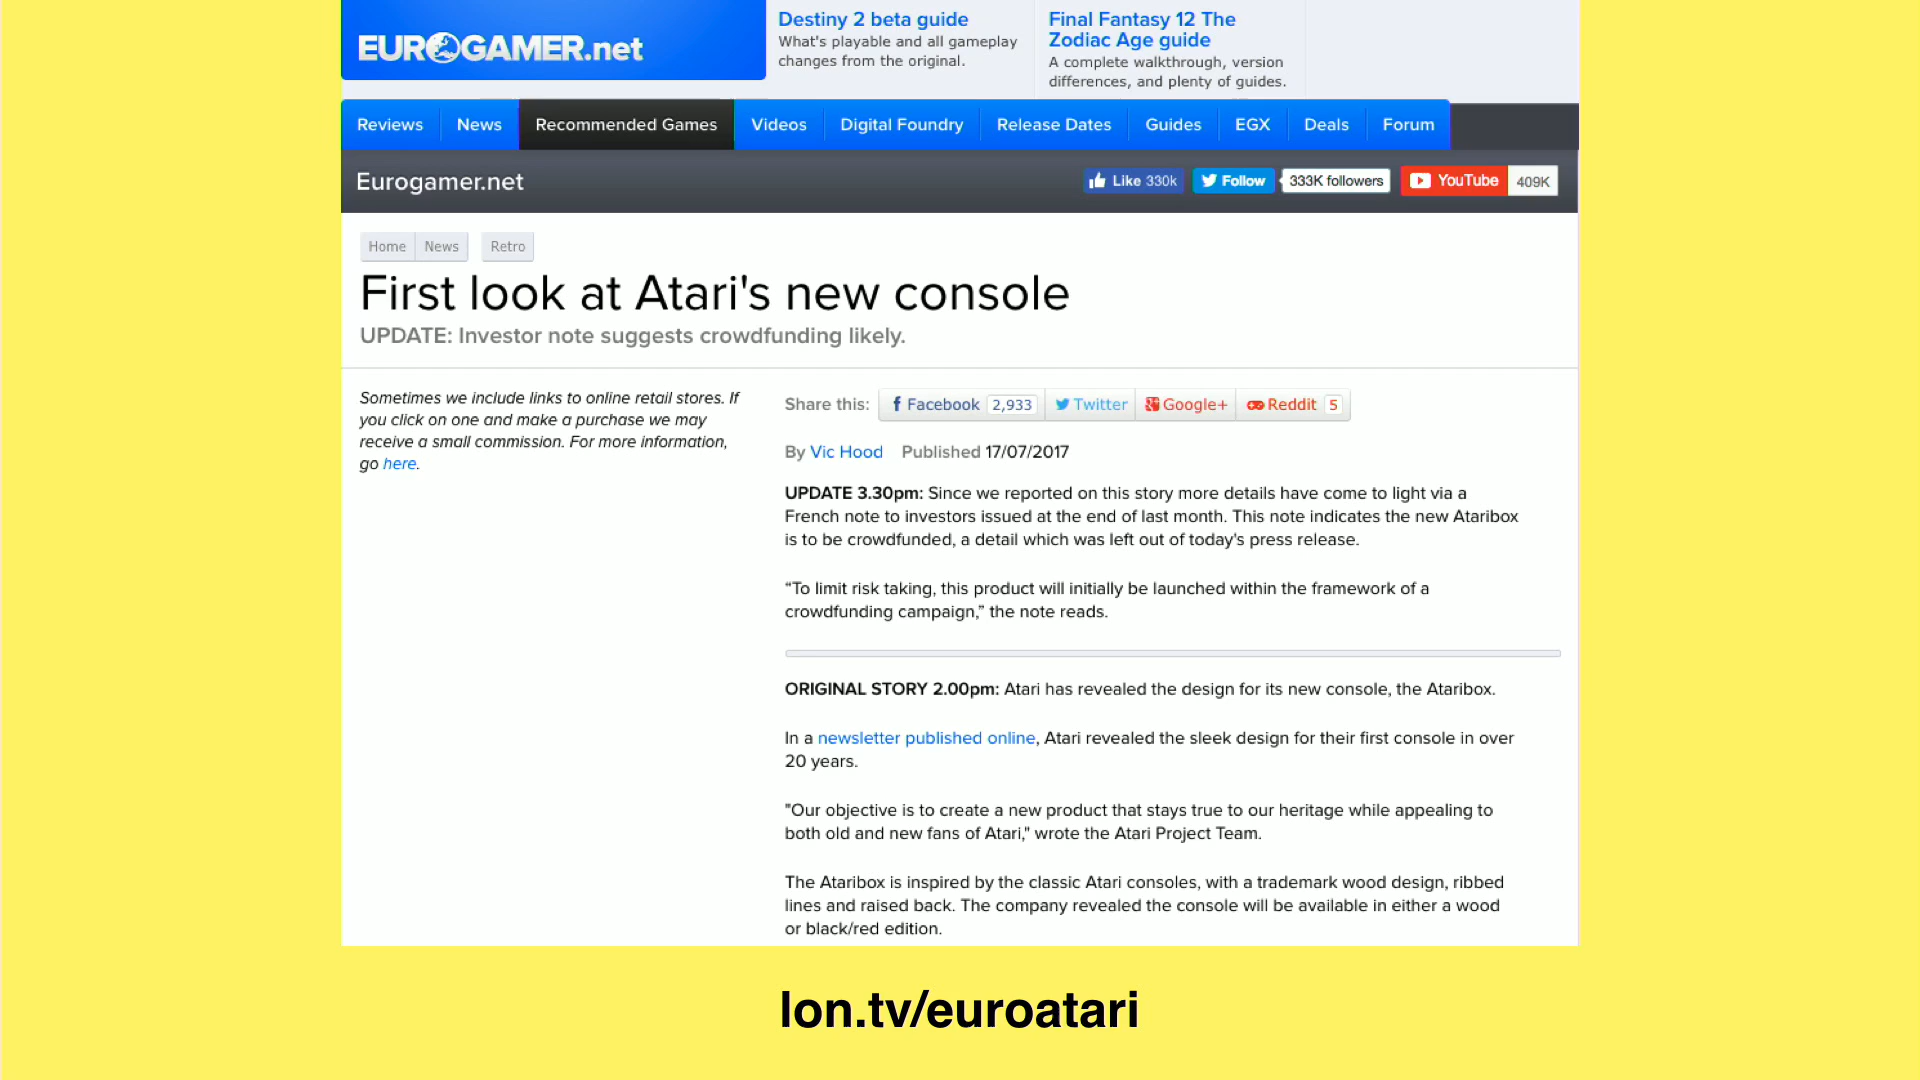 EUROGAMER.net
Destiny 2 beta guide
What's playable and all gameplay
changes from the original.
Final Fantasy 12 The
Zodiac Age guide
A complete walkthrough, version
differences, and plenty of guides.
Reviews News Recommended Games Videos Digital Foundry Release Dates Guides EGX Deals Forum
Eurogamer.net
Like 330k Follow 333K followers YouTube 409K
Home News Retro
First look at Atari's new console
UPDATE: Investor note suggests crowdfunding likely.
Sometimes we include links to online retail stores. If
you click on one and make a purchase we may
receive a small commission. For more information,
go here.
Share this: Facebook 2,933 Twitter Google+ Reddit 5
By Vic Hood Published 17/07/2017
UPDATE 3.30pm: Since we reported on this story more details have come to light via a
French note to investors issued at the end of last month. This note indicates the new Ataribox
is to be crowdfunded, a detail which was left out of today's press release.
“To limit risk taking, this product will initially be launched within the framework of a
crowdfunding campaign,” the note reads.
ORIGINAL STORY 2.00pm: Atari has revealed the design for its new console, the Ataribox.
In a newsletter published online, Atari revealed the sleek design for their first console in over
20 years.
"Our objective is to create a new product that stays true to our heritage while appealing to
both old and new fans of Atari," wrote the Atari Project Team.
The Ataribox is inspired by the classic Atari consoles, with a trademark wood design, ribbed
lines and raised back. The company revealed the console will be available in either a wood
or black/red edition.
lon.tv/euroatari